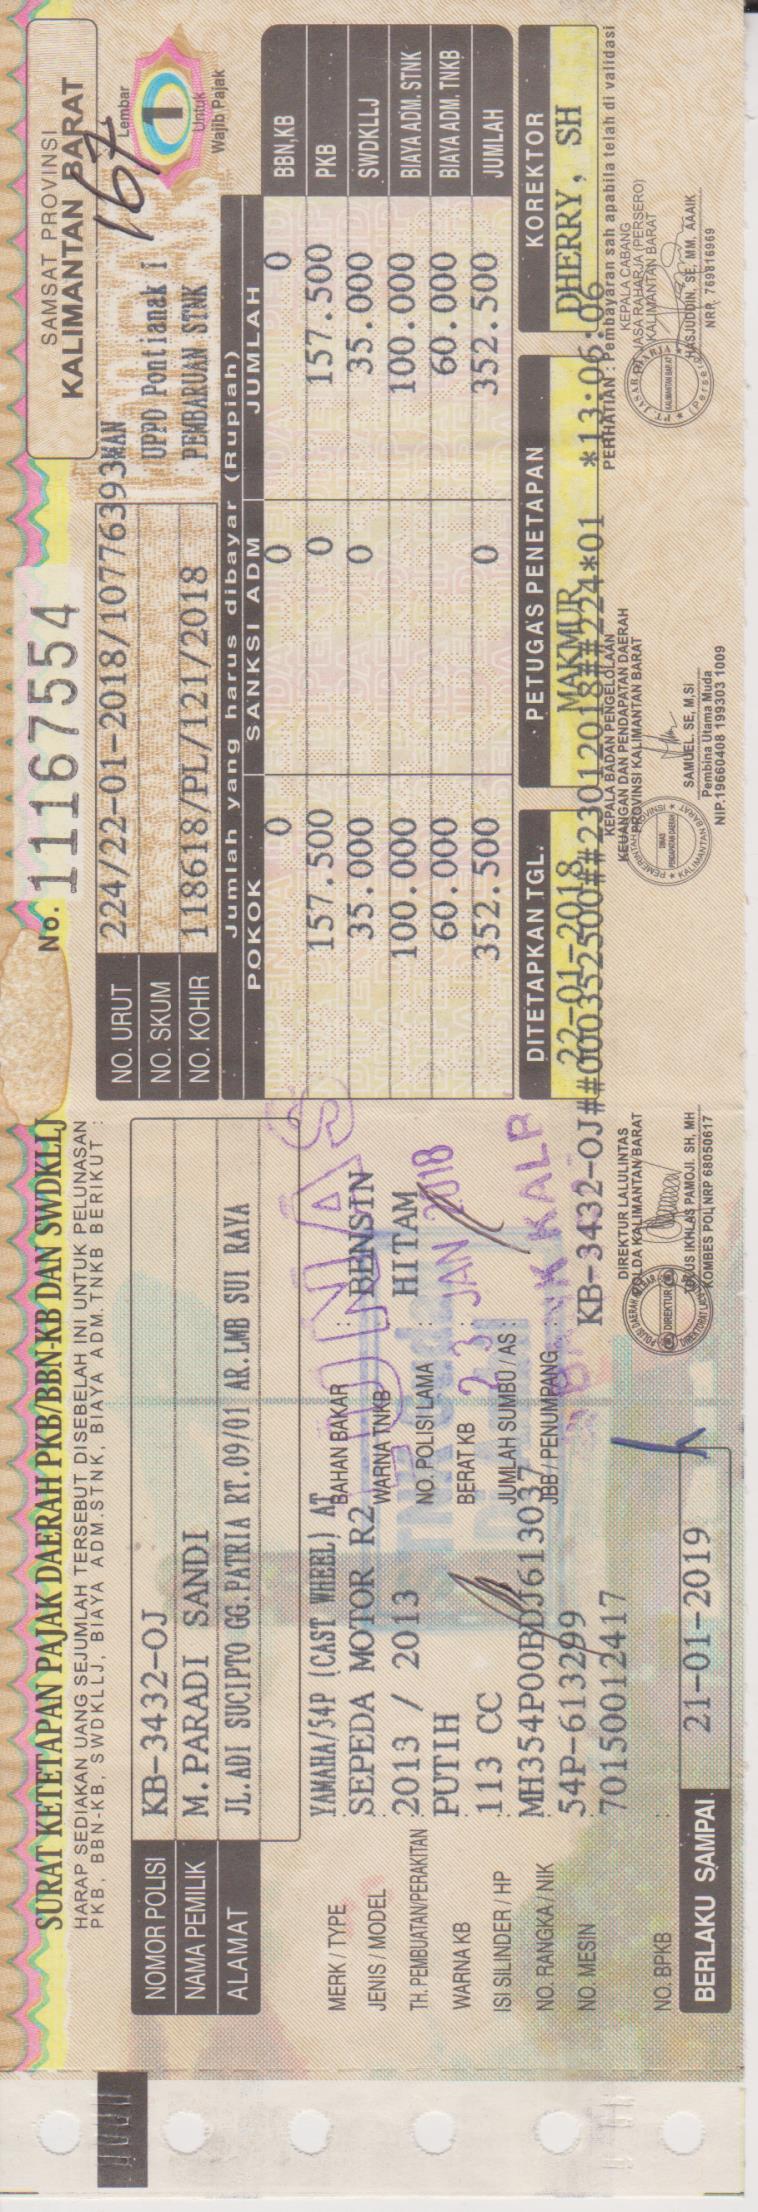 SURAT KETETAPAN PAJAK DAERAH PKB/BBN-KB DAN SWDKLLJ
HARAP SEDIAKAN UANG SEJUMLAH TERSEBUT DISEBELAH INI UNTUK PELUNASAN
PKB, BBN-KB, SWDKLLJ, BIAYA ADM.STNK, BIAYA ADM.TNKB BERIKUT :
NOMOR POLISI KB-3432-OJ
NAMA PEMILIK M.PARADI SANDI
ALAMAT JL.ADI SUCIPTO GG.PATRIA RT.09/01 AR.LMB SUI RAYA
MERK / TYPE : YAMAHA/54P (CAST WHEEL) AT
JENIS / MODEL : SEPEDA MOTOR R2
TH. PEMBUATAN/PERAKITAN : 2013 / 2013
WARNA KB : PUTIH
ISI SILINDER / HP : 113 CC
NO. RANGKA / NIK : MH354P00BDJ613037
NO. MESIN : 54P-613299
70150012417
NO. BPKB :
BAHAN BAKAR : BENSIN
WARNA TNKB : HITAM
NO. POLISI LAMA :
BERAT KB :
JUMLAH SUMBU / AS :
JBB / PENUMPANG :
LUNAS
23 JAN 2018
BANK KALB
BERLAKU SAMPAI. 21-01-2019
DIREKTUR LALULINTAS
POLDA KALIMANTAN BARAT
DIREKTUR
IKHLAS PAMOJI. SH, MH
KOMBES POL NRP 68050617
No. 11167554
SAMSAT PROVINSI
KALIMANTAN BARAT
167
Lembar
1
Untuk
Wajib Pajak
NO. URUT 224/22-01-2018/10776393WAN
NO. SKUM
NO. KOHIR 118618/PL/121/2018
UPPD Pontianak I
PEMBARUAN STNK
Jumlah yang harus dibayar (Rupiah)
POKOK SANKSI ADM JUMLAH
0 0 0 BBN,KB
157.500 0 157.500 PKB
35.000 0 35.000 SWDKLLJ
100.000 100.000 BIAYA ADM. STNK
60.000 60.000 BIAYA ADM. TNKB
352.500 0 352.500 JUMLAH
DITETAPKAN TGL. PETUGAS PENETAPAN KOREKTOR
22-01-2018 MAKMUR DHERRY, SH
KB-3432-OJ##000352500##23012018##224*01 *13:06:06
PERHATIAN : Pembayaran sah apabila telah di validasi
KEPALA BADAN PENGELOLAAN
KEUANGAN DAN PENDAPATAN DAERAH
PROVINSI KALIMANTAN BARAT
SAMUEL. SE, M,Si
Pembina Utama Muda
NIP.19660408 199303 1009
KEPALA CABANG
JASA RAHARJA (PERSERO)
KALIMANTAN BARAT
HASJUDDIN, SE, MM, AAAIK
NRP. 769816969